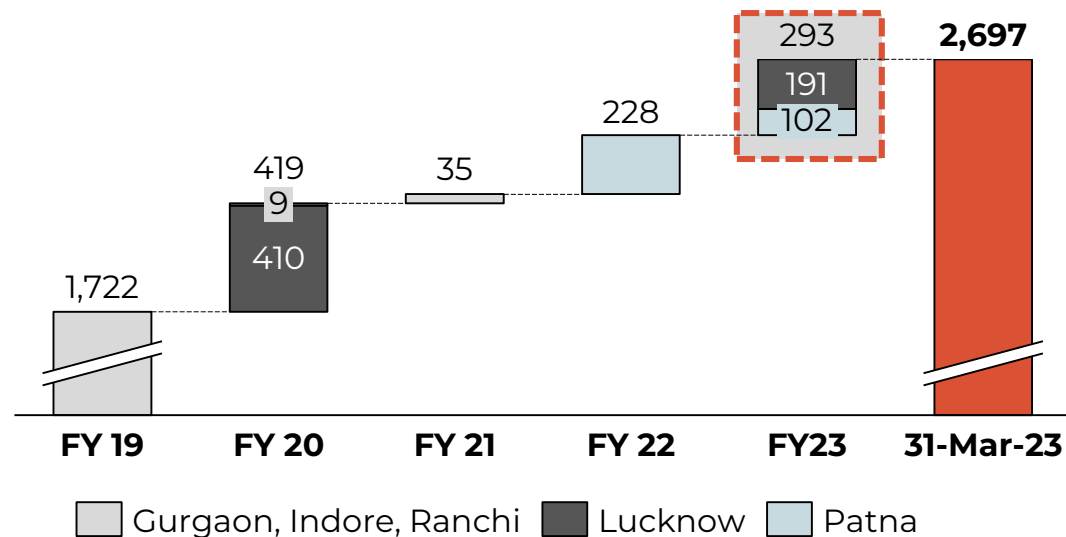 293
2,697
191
102
228
419
35
9
410
1,722
FY 19
FY 20
FY 21
FY 22
FY23
31-Mar-23
Gurgaon, Indore, Ranchi
Lucknow
Patna